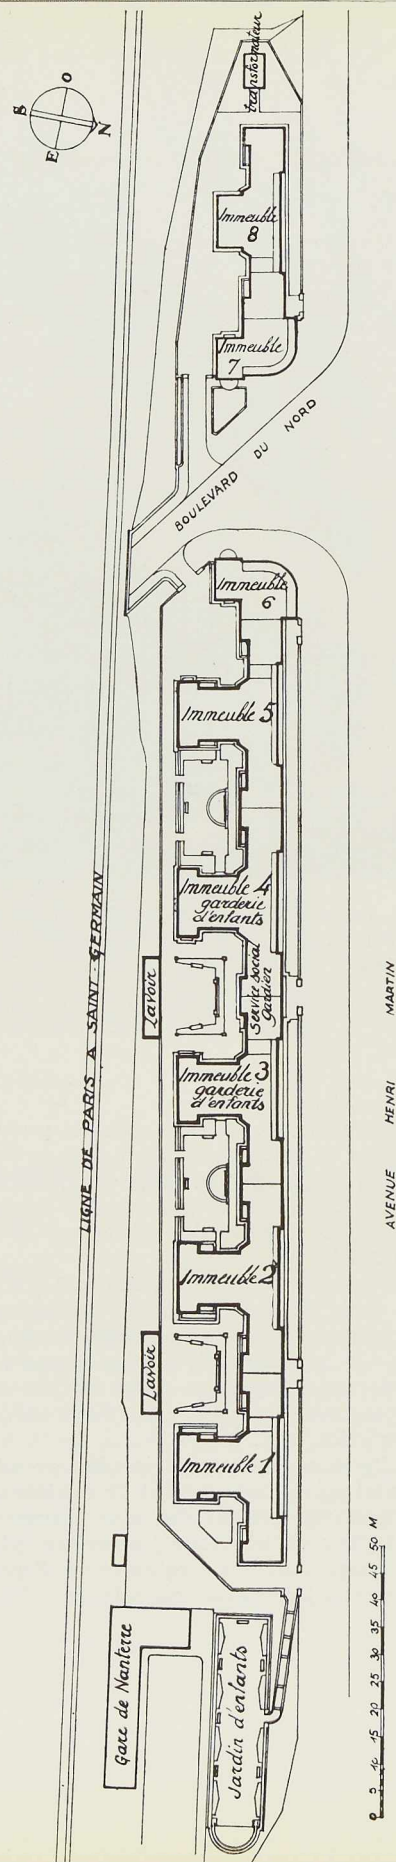 transformateur
O
S
N
E
Immeuble
8
Immeuble
7
BOULEVARD DU NORD
Immeuble
6
Immeuble 5
Immeuble 4
garderie
d'enfants
LIGNE DE PARIS A SAINT-GERMAIN
Lavoir
Service social
Gardien
AVENUE HENRI MARTIN
Immeuble 3
garderie
d'enfants
Immeuble 2
Lavoir
Immeuble 1
Gare de Nanterre
Jardin d'enfants
0 5 10 15 20 25 30 35 40 45 50 M